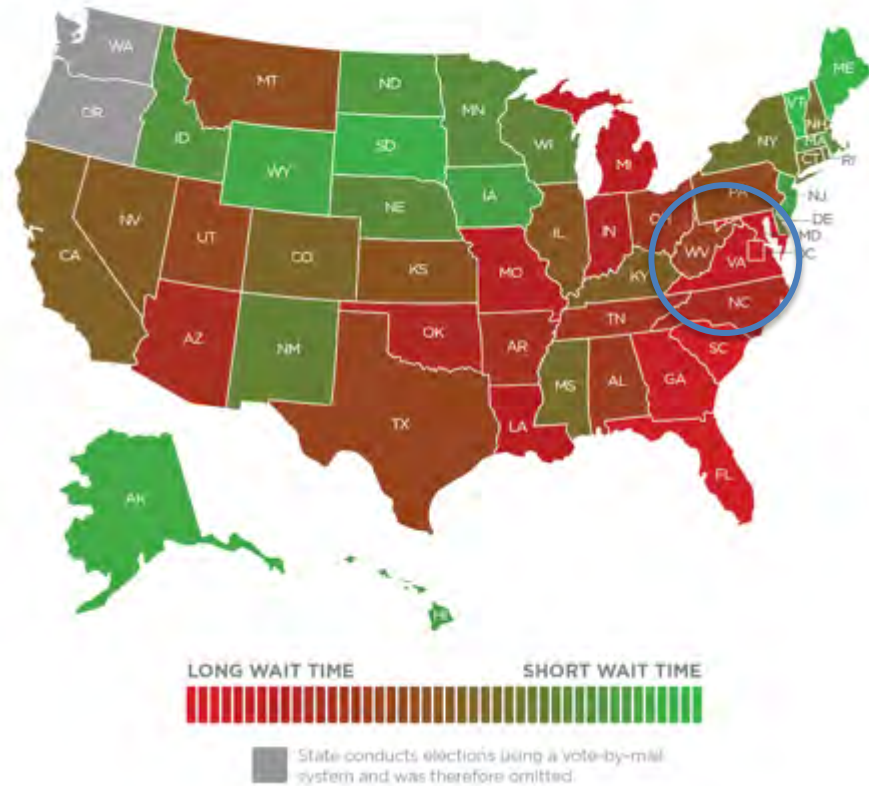 WA
MT
ND
MN
ME
VT
NH
MA
CT
RI
NY
OR
ID
WI
SD
WY
MI
IA
PA
NJ
NE
DE
MD
NV
UT
CO
IL
IN
WV
VA
CA
KS
MO
KY
NC
TN
AZ
NM
OK
AR
SC
MS
AL
GA
TX
LA
FL
AK
HI
LONG WAIT TIME SHORT WAIT TIME
State conducts elections using a vote-by-mail
system and was therefore omitted